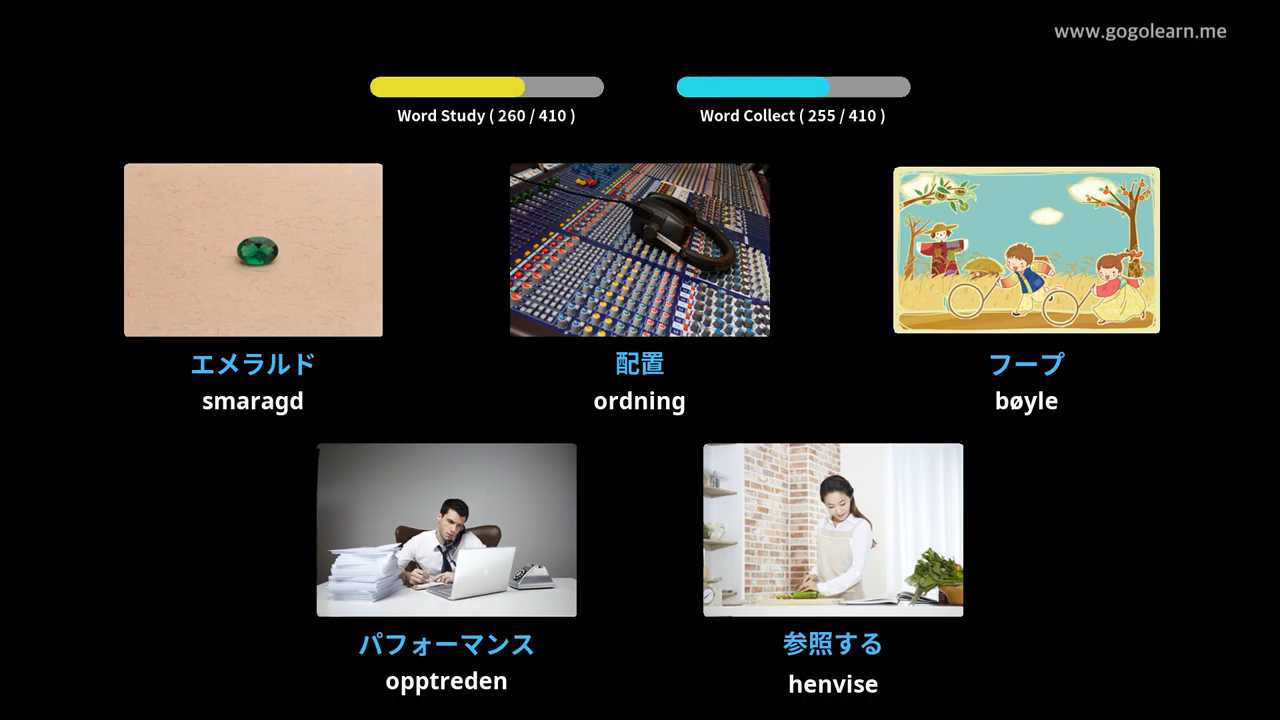 www.gogolearn.me
Word Study ( 260 / 410 )
Word Collect ( 255 / 410 )
エメラルド
smaragd
配置
ordning
フープ
bøyle
パフォーマンス
opptreden
参照する
henvise